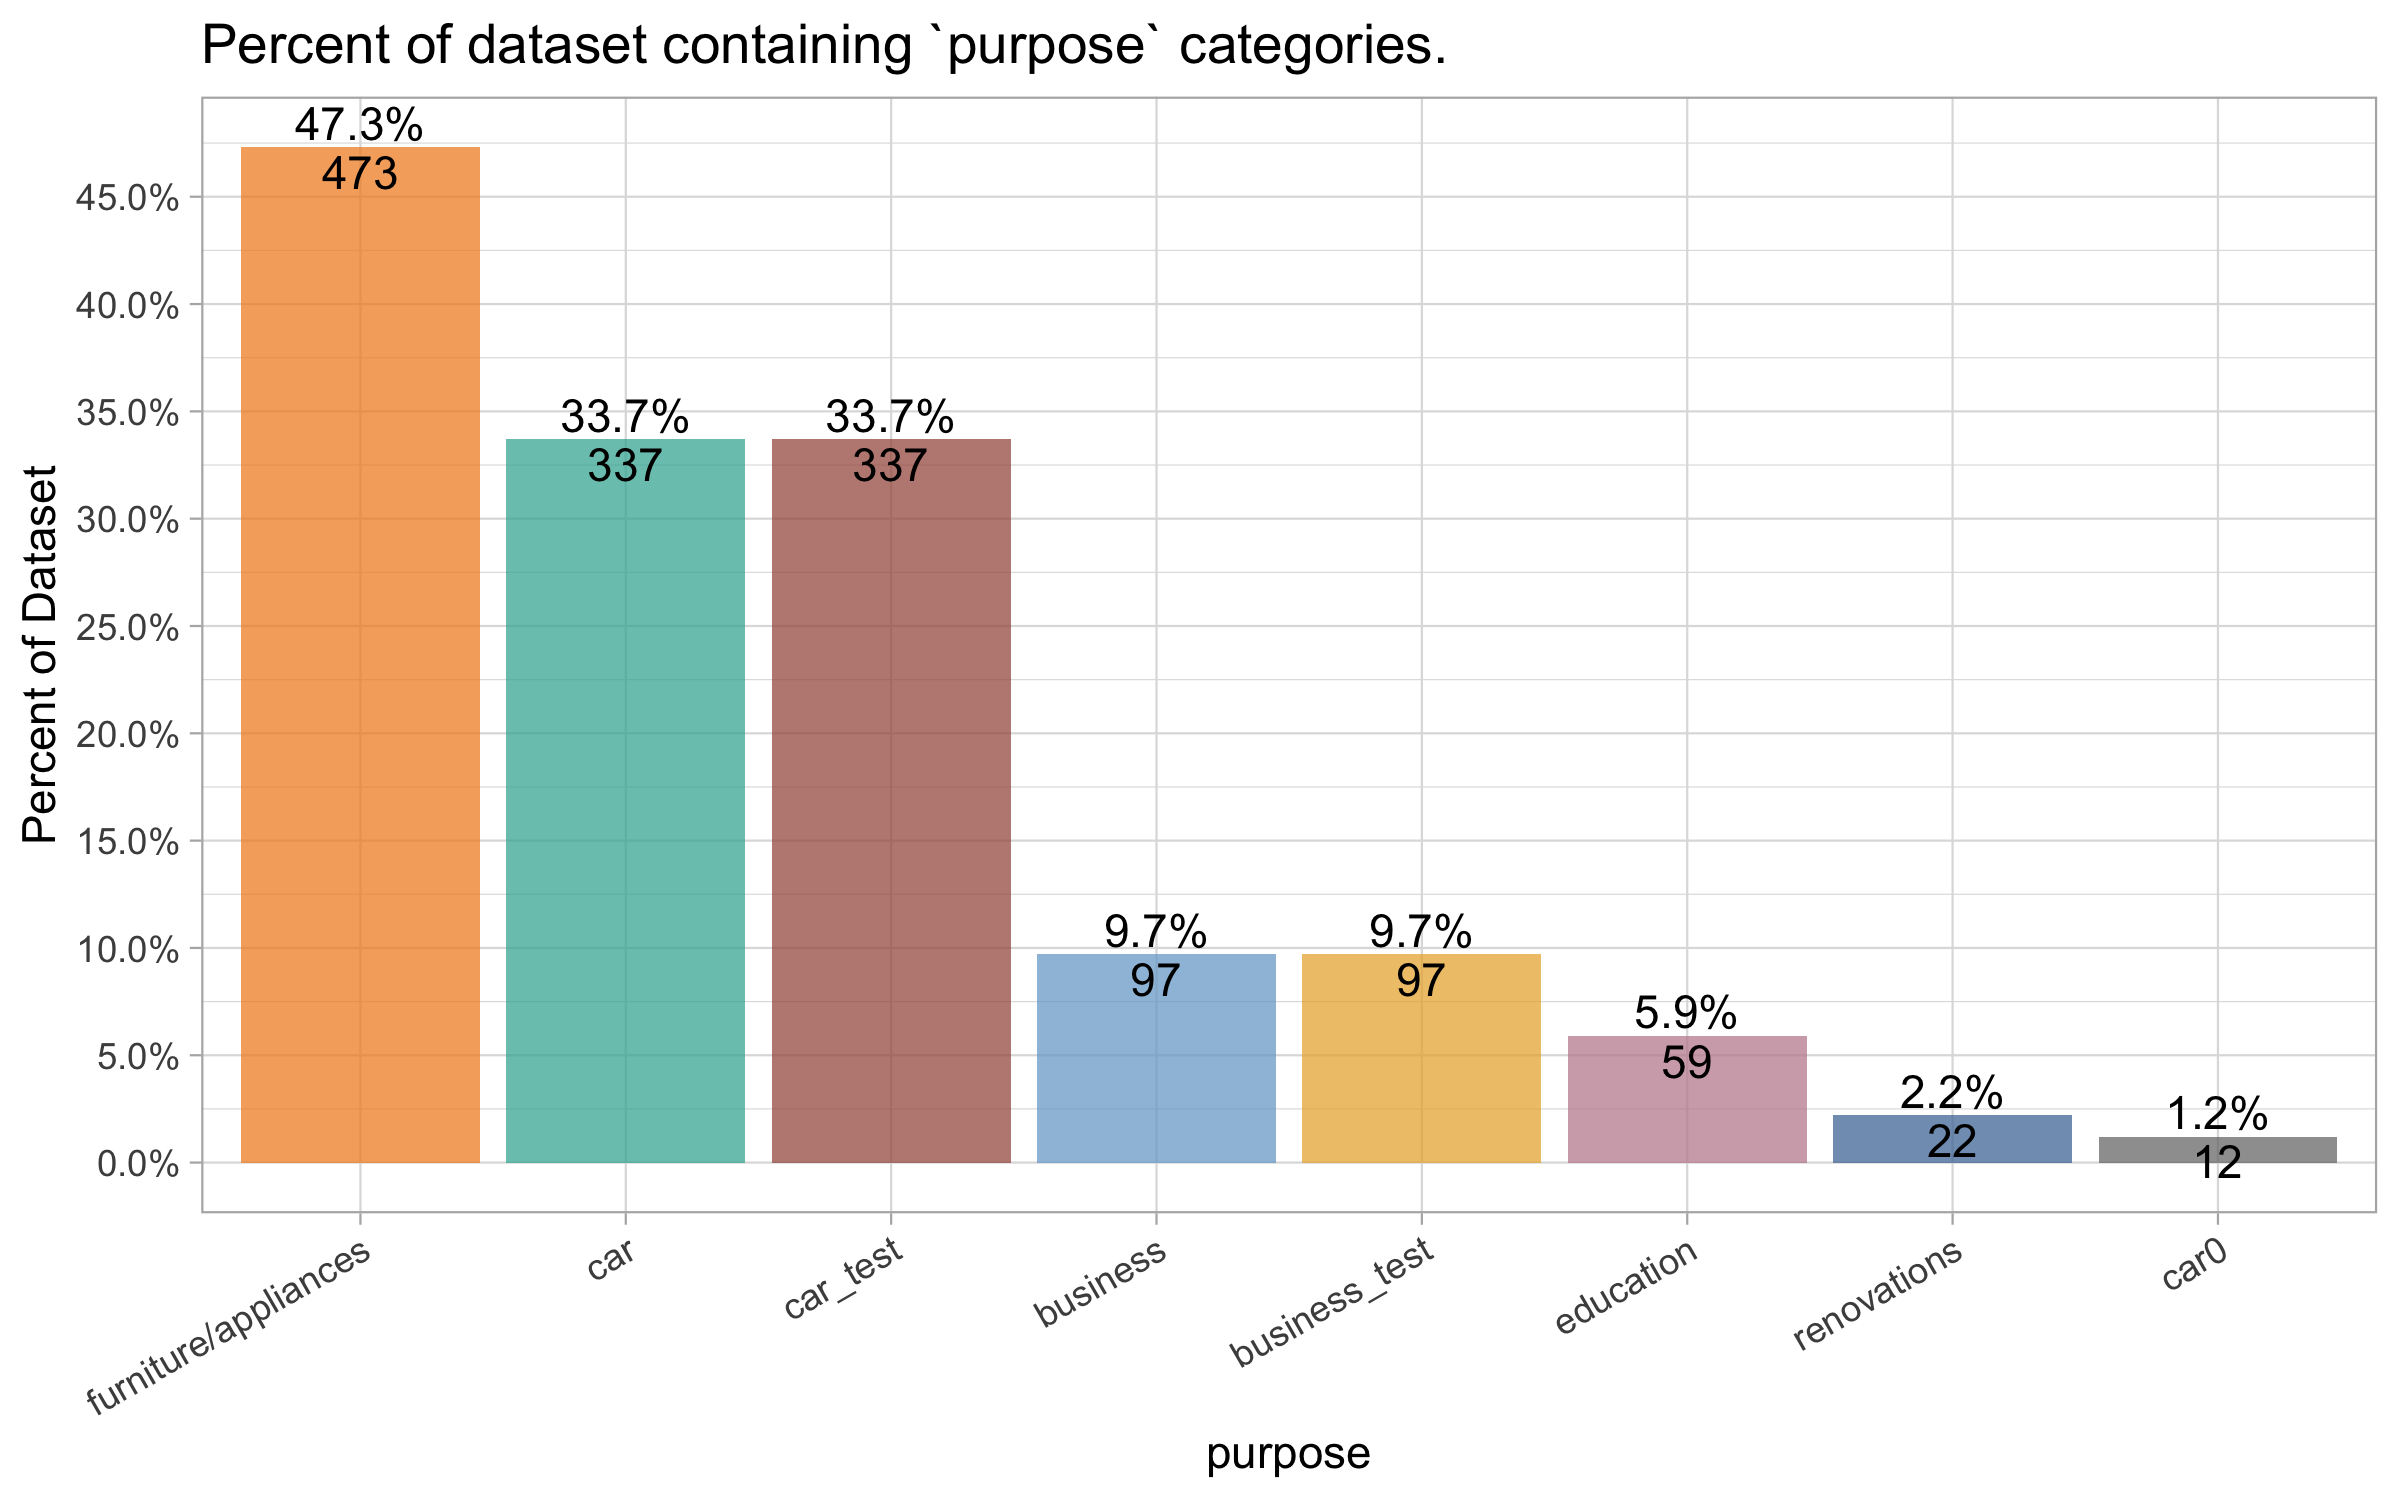 Percent of dataset containing `purpose` categories.
Percent of Dataset
45.0%
40.0%
35.0%
30.0%
25.0%
20.0%
15.0%
10.0%
5.0%
0.0%
47.3%
473
33.7%
337
33.7%
337
9.7%
97
9.7%
97
5.9%
59
2.2%
22
1.2%
12
furniture/appliances
car
car_test
business
business_test
education
renovations
car0
purpose